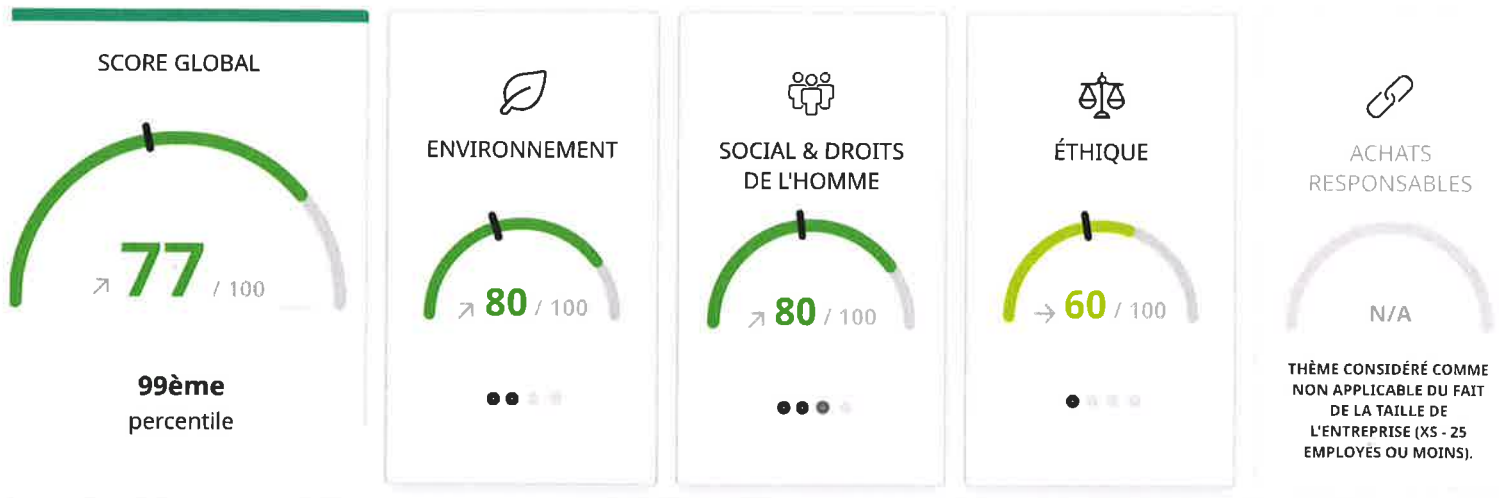 SCORE GLOBAL
77 / 100
99ème
percentile
ENVIRONNEMENT
80 / 100
SOCIAL & DROITS
DE L'HOMME
80 / 100
ÉTHIQUE
60 / 100
ACHATS
RESPONSABLES
N/A
THÈME CONSIDÉRÉ COMME
NON APPLICABLE DU FAIT
DE LA TAILLE DE
L'ENTREPRISE (XS - 25
EMPLOYÉS OU MOINS).